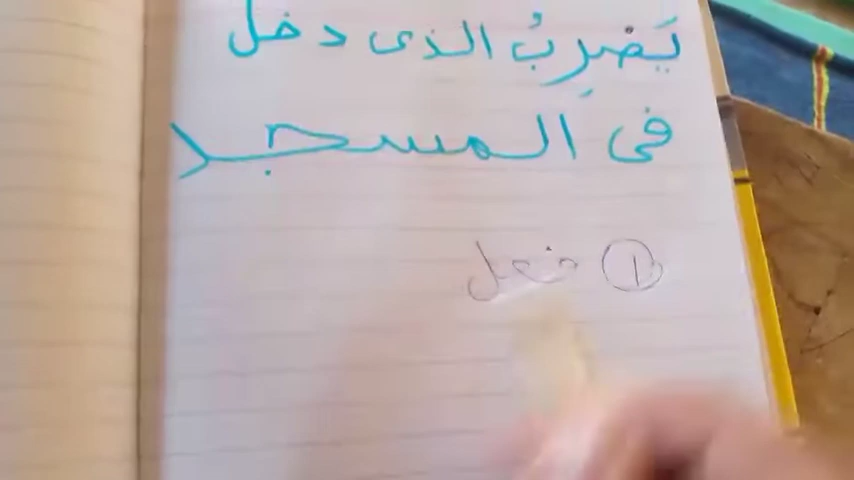 يَضرِبُ الذى دخل
فى المسجد
١ فعل